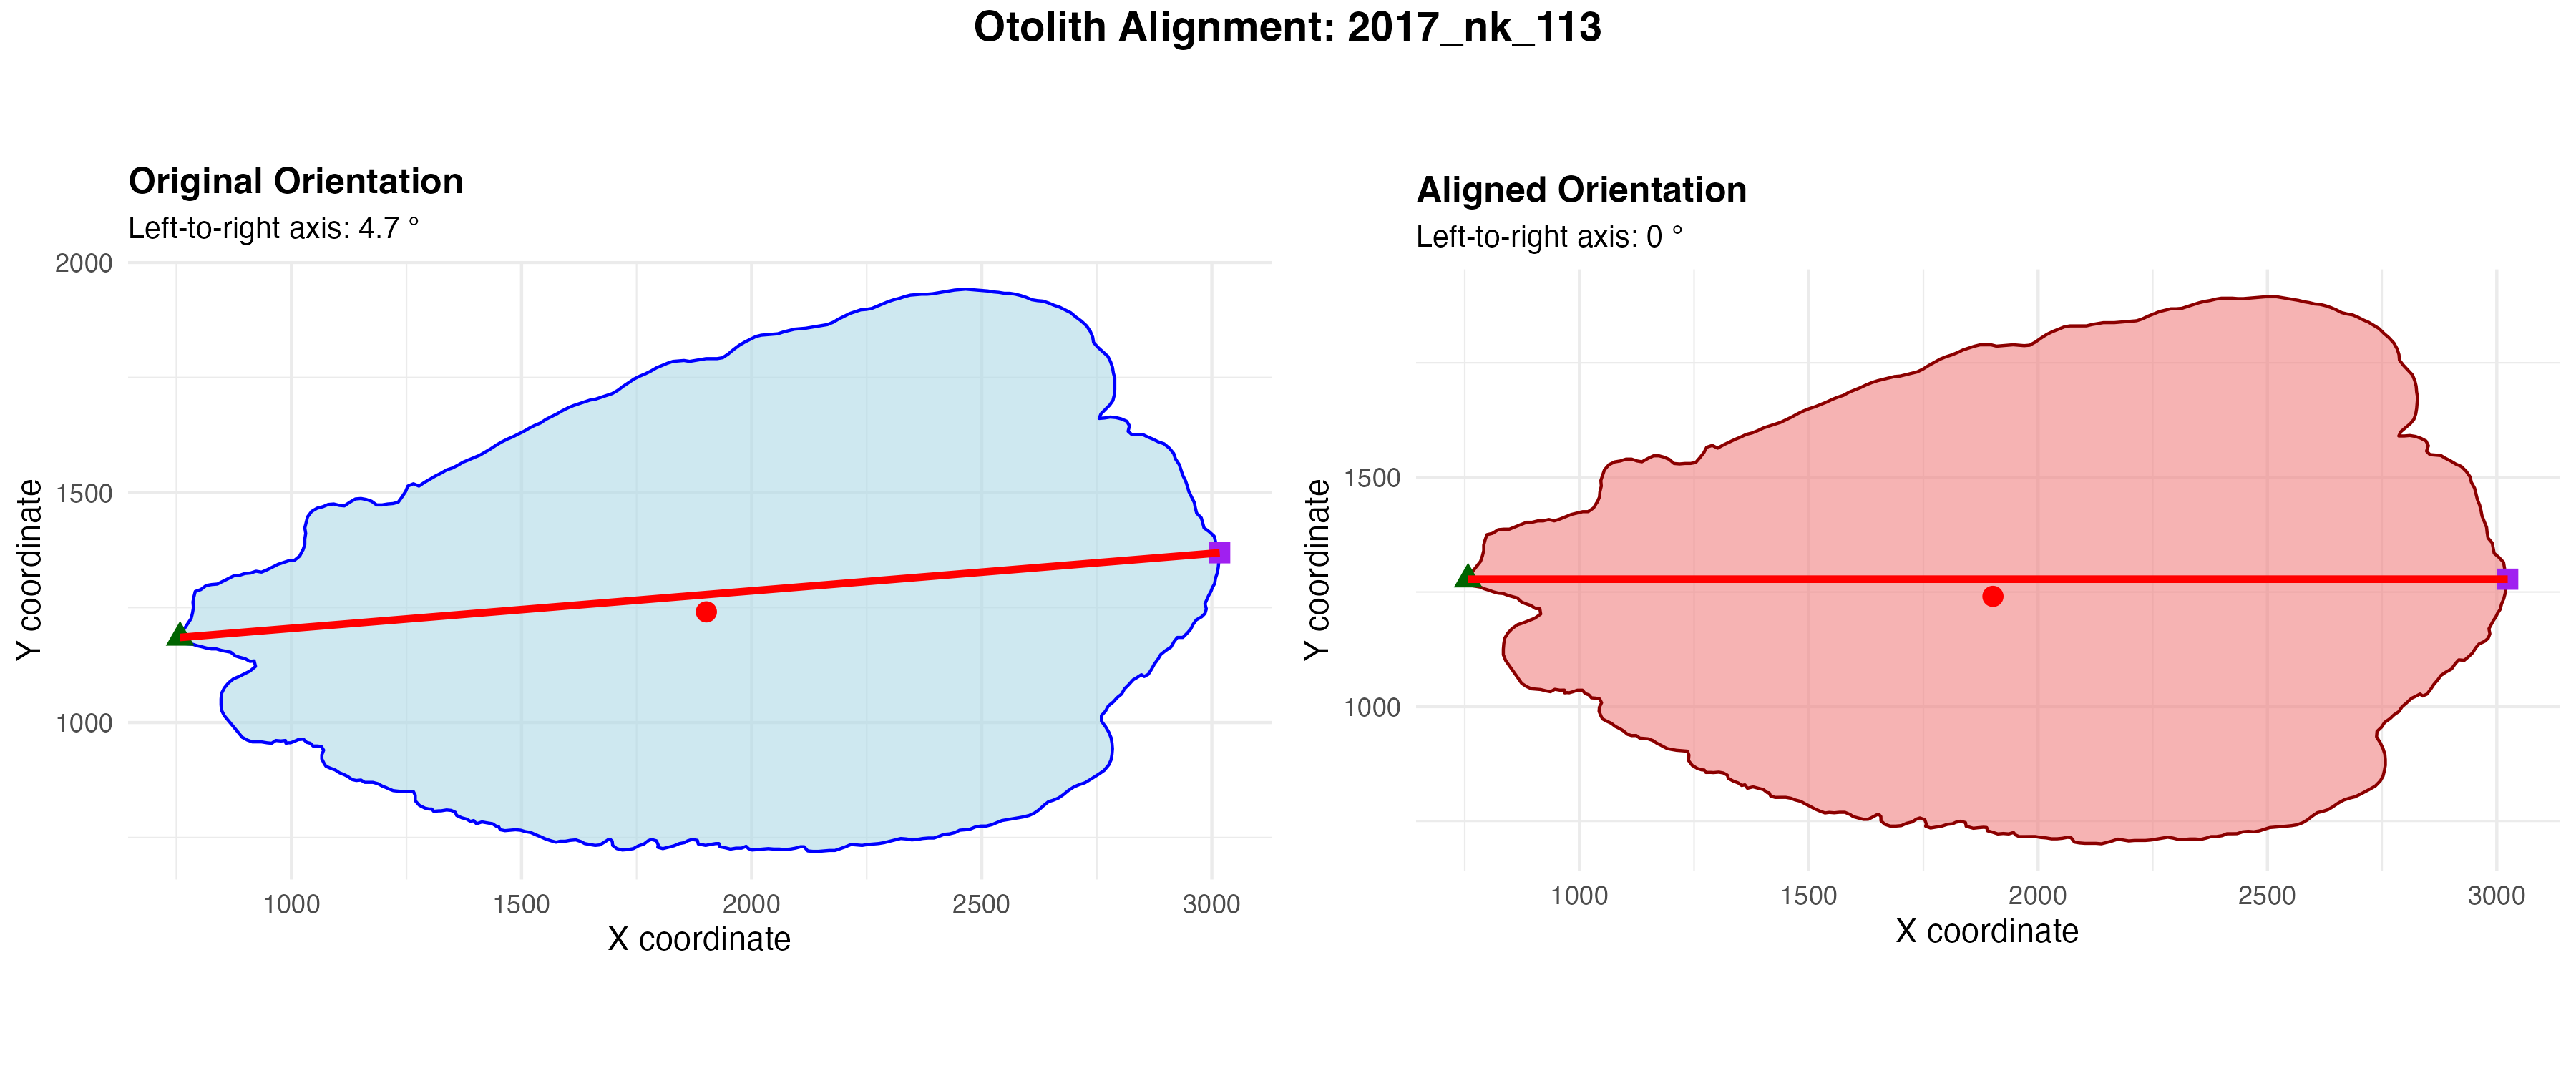 Otolith Alignment: 2017_nk_113
Original Orientation
Left-to-right axis: 4.7 °
2000
1500
1000
Y coordinate
1000 1500 2000 2500 3000
X coordinate
Aligned Orientation
Left-to-right axis: 0 °
1500
1000
Y coordinate
1000 1500 2000 2500 3000
X coordinate